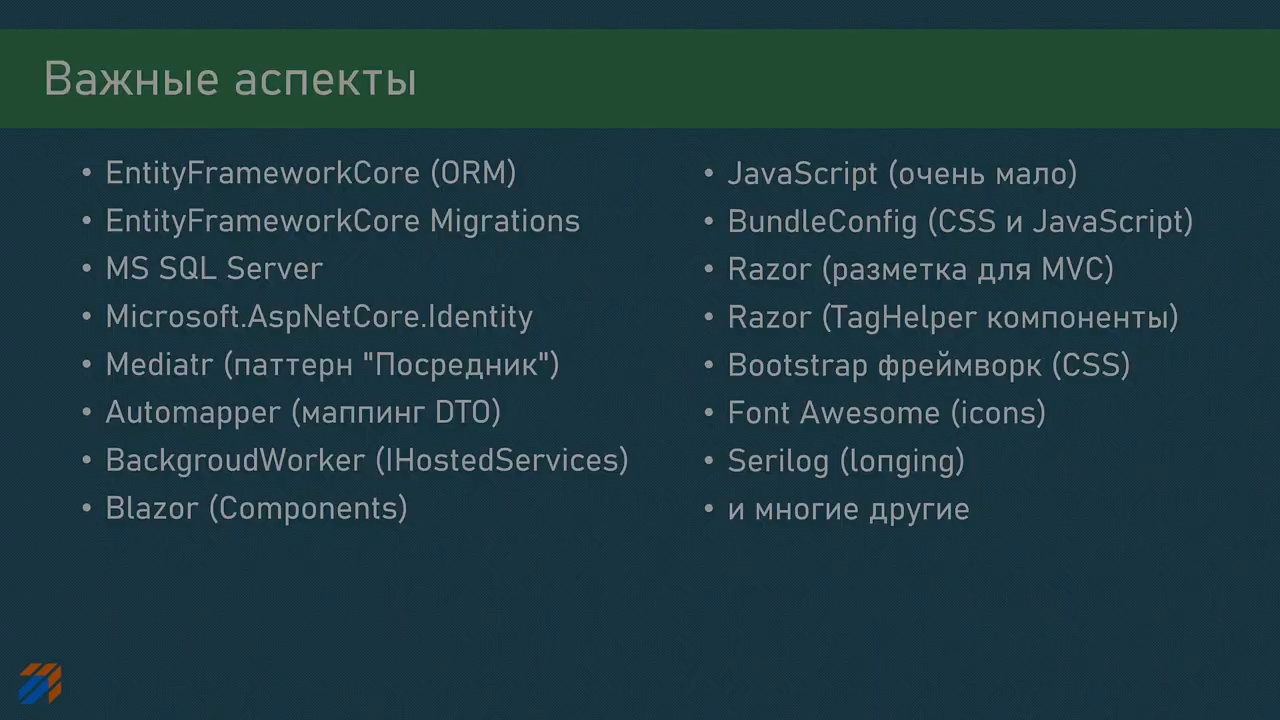 Важные аспекты
• EntityFrameworkCore (ORM)
• EntityFrameworkCore Migrations
• MS SQL Server
• Microsoft.AspNetCore.Identity
• Mediatr (паттерн "Посредник")
• Automapper (маппинг DTO)
• BackgroudWorker (IHostedServices)
• Blazor (Components)
• JavaScript (очень мало)
• BundleConfig (CSS и JavaScript)
• Razor (разметка для MVC)
• Razor (TagHelper компоненты)
• Bootstrap фреймворк (CSS)
• Font Awesome (icons)
• Serilog (loпging)
• и многие другие